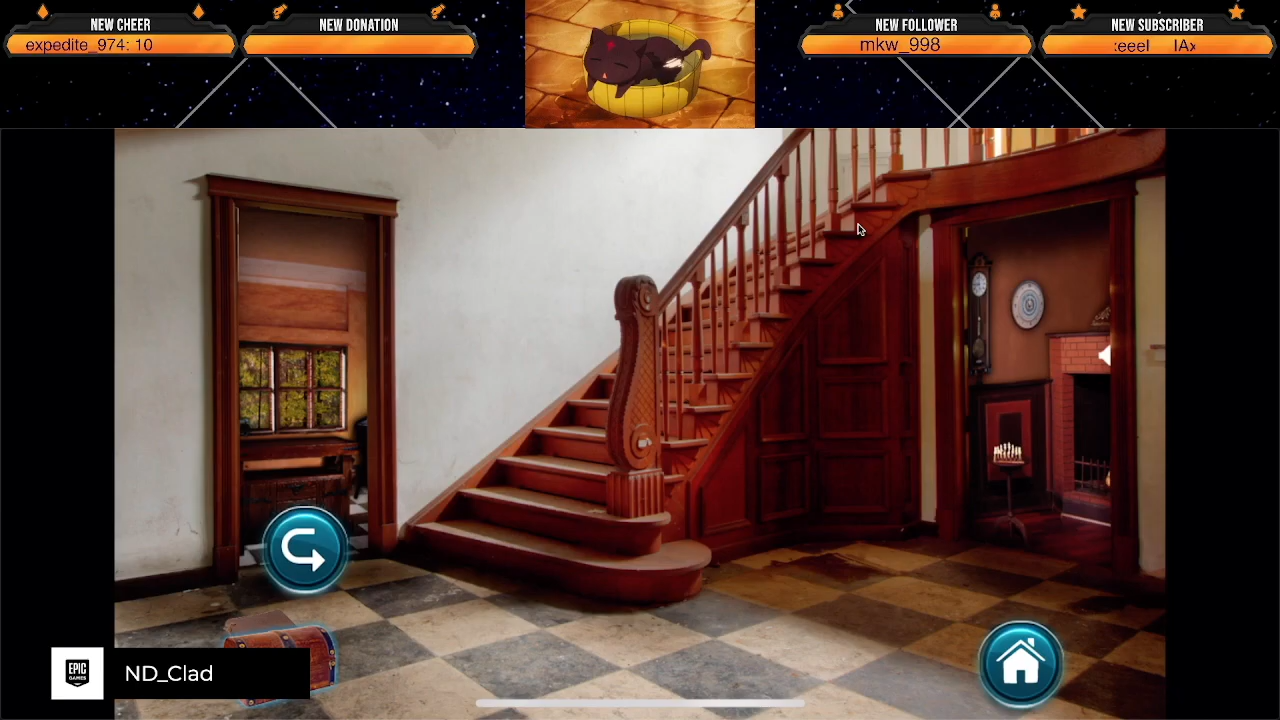 NEW CHEER
expedite_974: 10
NEW DONATION
NEW FOLLOWER
mkw_998
NEW SUBSCRIBER
EPIC
GAMES
ND_Clad